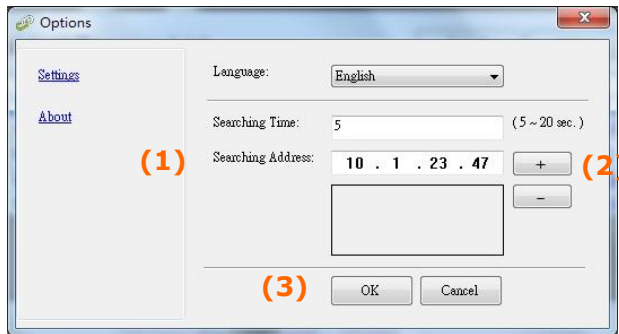 Options
Settings
About
Language:
English
Searching Time:
5
(5~20 sec.)
(1)
Searching Address:
10 . 1 . 23 . 47
+
(2)
-
(3)
OK
Cancel